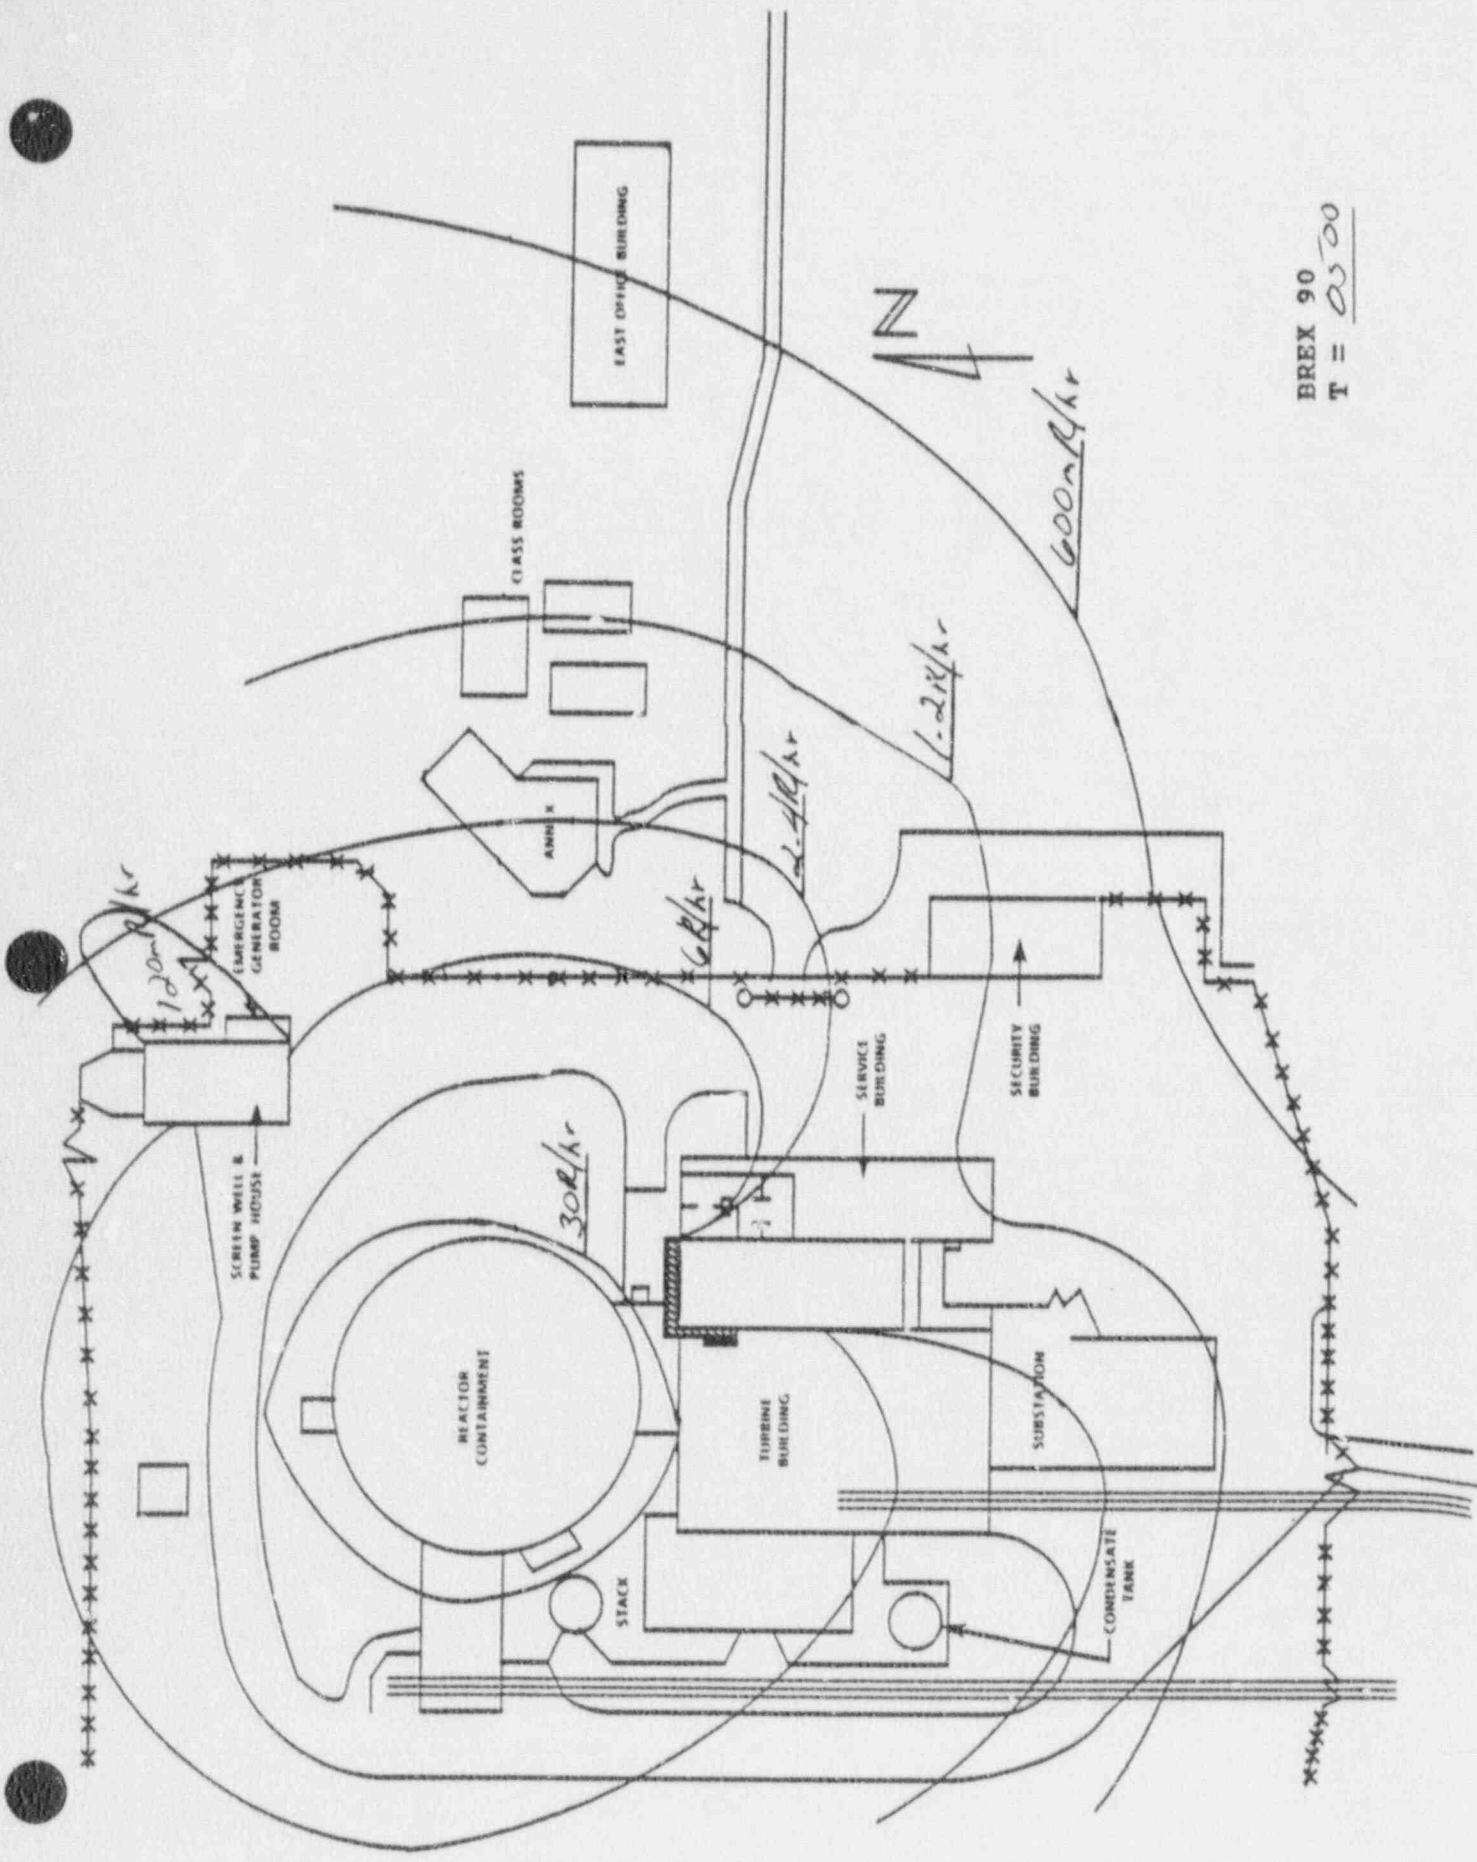 120mR/hr
EMERGENCY
GENERATOR
ROOM
SCREEN WELL &
PUMP HOUSE
CLASS ROOMS
ANNEX
EAST OFFICE BUILDING
6R/hr
2.4R/hr
1.2R/hr
600mR/hr
N
30R/hr
REACTOR
CONTAINMENT
SERVICE
BUILDING
SECURITY
BUILDING
TURBINE
BUILDING
SUBSTATION
STACK
CONDENSATE
TANK
BREX 90
T = 0500